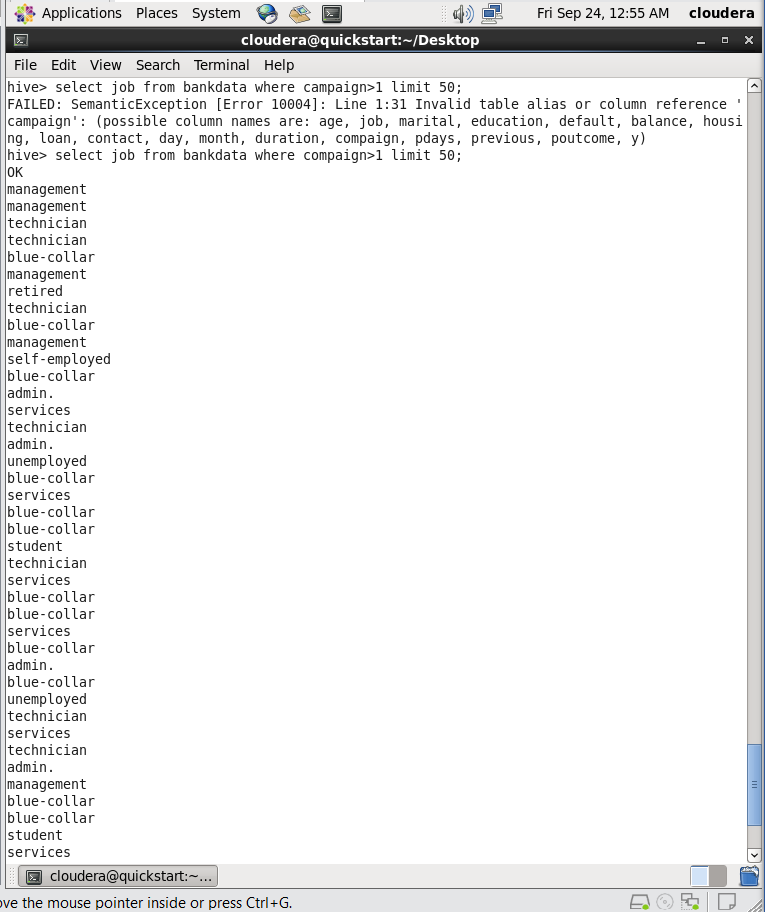 Applications Places System Fri Sep 24, 12:55 AM cloudera
cloudera@quickstart:~/Desktop
File Edit View Search Terminal Help
hive> select job from bankdata where campaign>1 limit 50;
FAILED: SemanticException [Error 10004]: Line 1:31 Invalid table alias or column reference '
campaign': (possible column names are: age, job, marital, education, default, balance, housi
ng, loan, contact, day, month, duration, compaign, pdays, previous, poutcome, y)
hive> select job from bankdata where compaign>1 limit 50;
OK
management
management
technician
technician
blue-collar
management
retired
technician
blue-collar
management
self-employed
blue-collar
admin.
services
technician
admin.
unemployed
blue-collar
services
blue-collar
blue-collar
student
technician
services
blue-collar
blue-collar
services
blue-collar
admin.
blue-collar
unemployed
technician
services
technician
admin.
management
blue-collar
blue-collar
student
services
cloudera@quickstart:~...
ove the mouse pointer inside or press Ctrl+G.